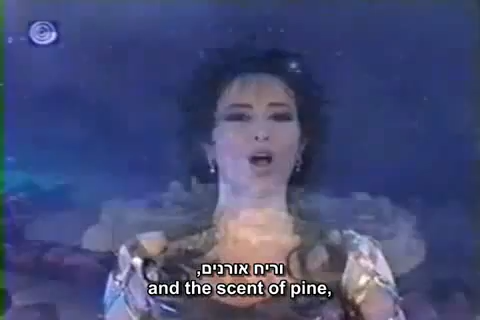 וריח אורנים,
and the scent of pine,